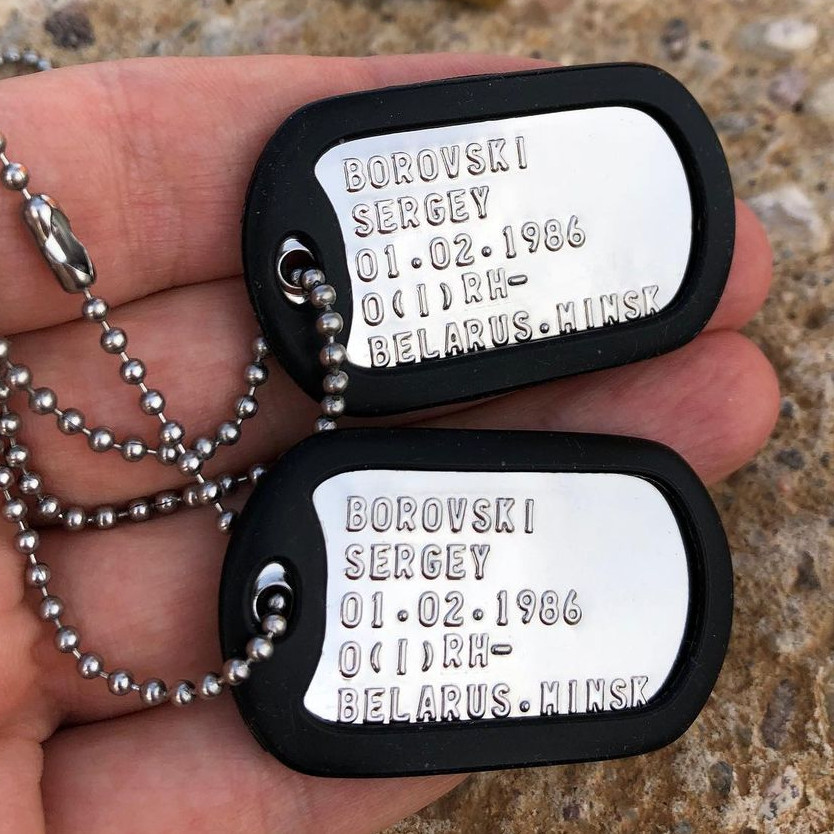 BOROVSKI
SERGEY
01.02.1986
O(I)RH-
BELARUS.MINSK
BOROVSKI
SERGEY
01.02.1986
O(I)RH-
BELARUS.MINSK